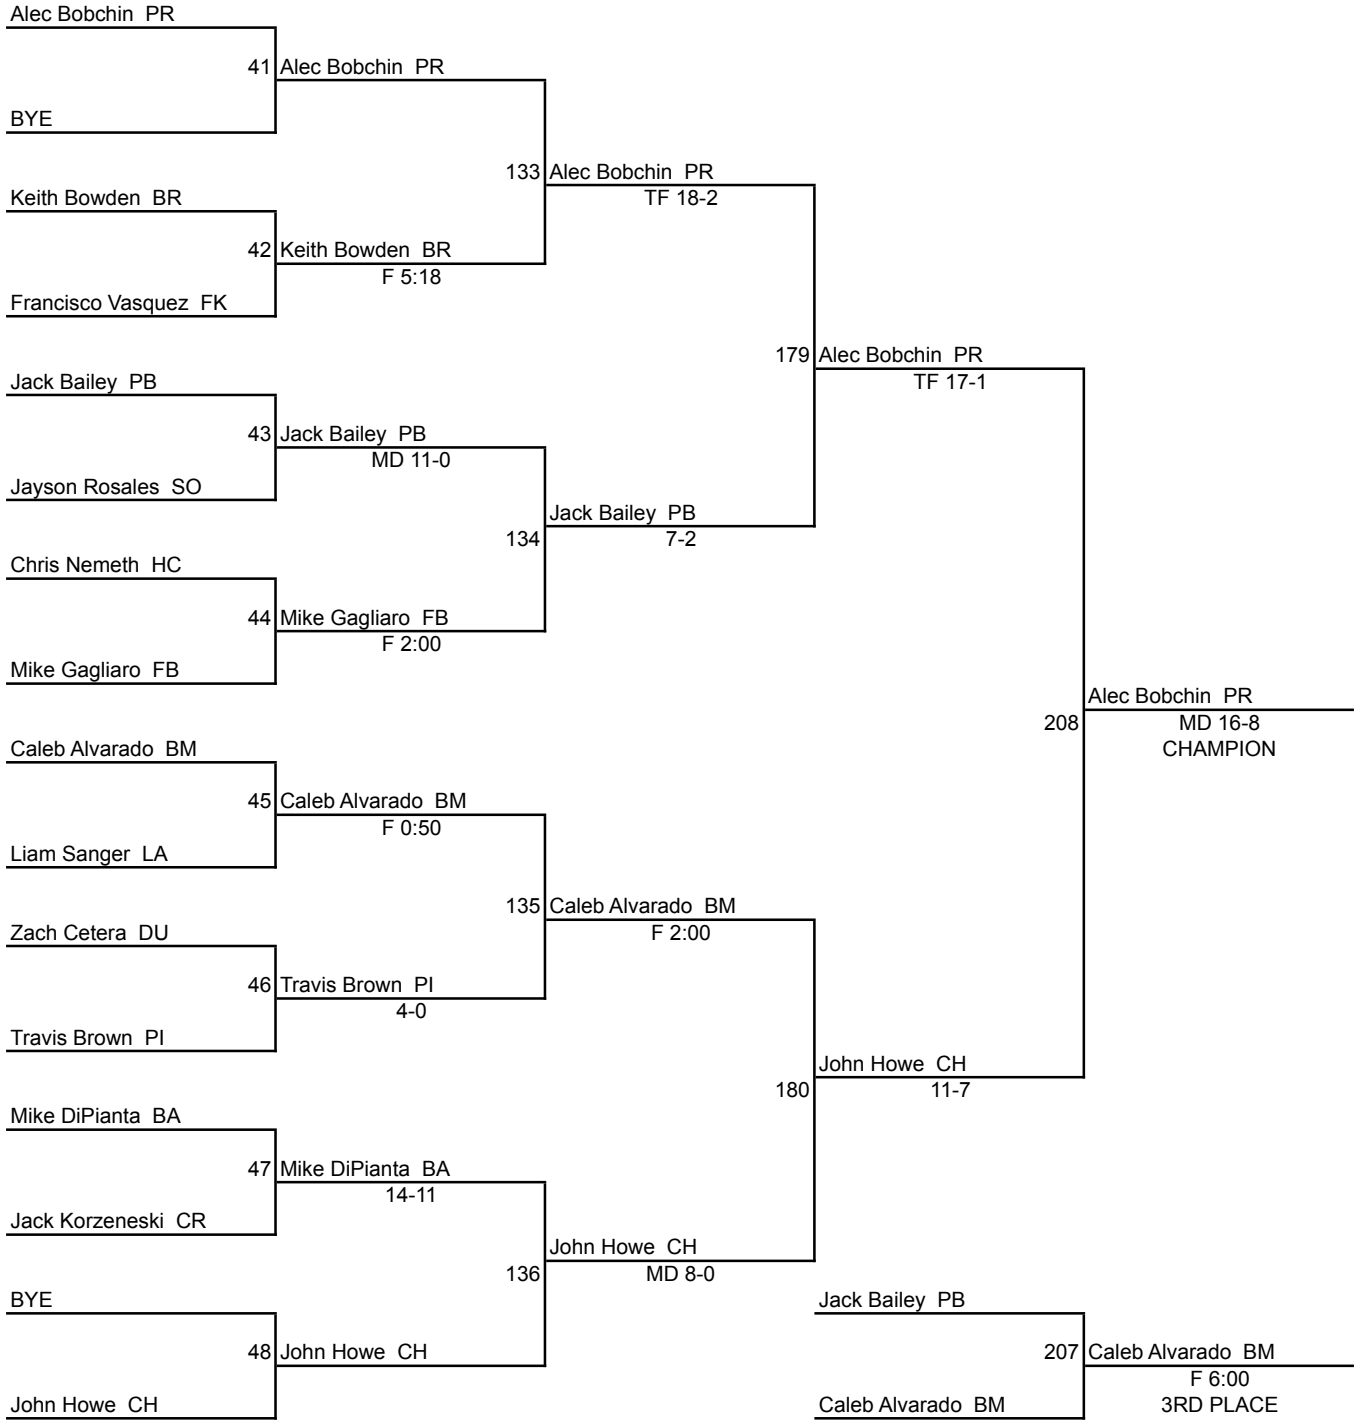 Alec Bobchin PR
41 Alec Bobchin PR
BYE
133 Alec Bobchin PR
TF 18-2
Keith Bowden BR
42 Keith Bowden BR
F 5:18
Francisco Vasquez FK
179 Alec Bobchin PR
TF 17-1
Jack Bailey PB
43 Jack Bailey PB
MD 11-0
Jayson Rosales SO
134 Jack Bailey PB
7-2
Chris Nemeth HC
44 Mike Gagliaro FB
F 2:00
Mike Gagliaro FB
208 Alec Bobchin PR
MD 16-8
CHAMPION
Caleb Alvarado BM
45 Caleb Alvarado BM
F 0:50
Liam Sanger LA
135 Caleb Alvarado BM
F 2:00
Zach Cetera DU
46 Travis Brown PI
4-0
Travis Brown PI
180 John Howe CH
11-7
Mike DiPianta BA
47 Mike DiPianta BA
14-11
Jack Korzeneski CR
136 John Howe CH
MD 8-0
BYE
48 John Howe CH
John Howe CH
Jack Bailey PB
207 Caleb Alvarado BM
F 6:00
3RD PLACE
Caleb Alvarado BM